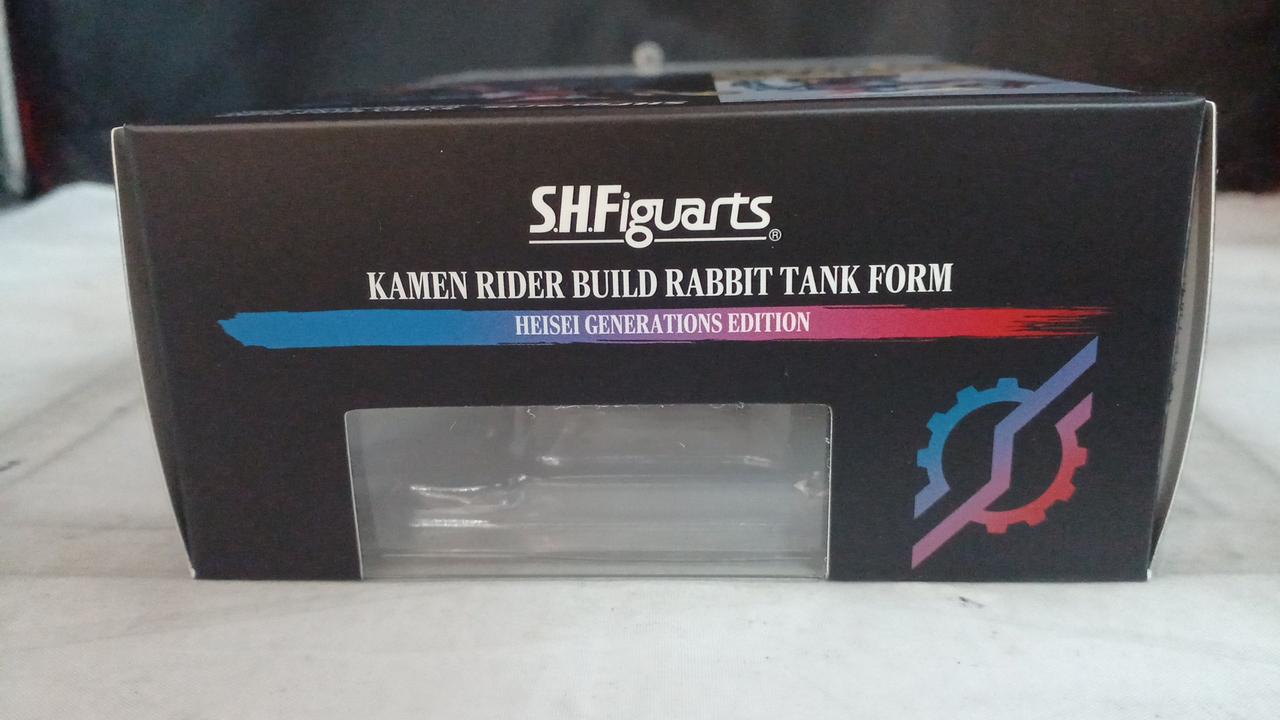 S.H.Figuarts®
KAMEN RIDER BUILD RABBIT TANK FORM
HEISEI GENERATIONS EDITION